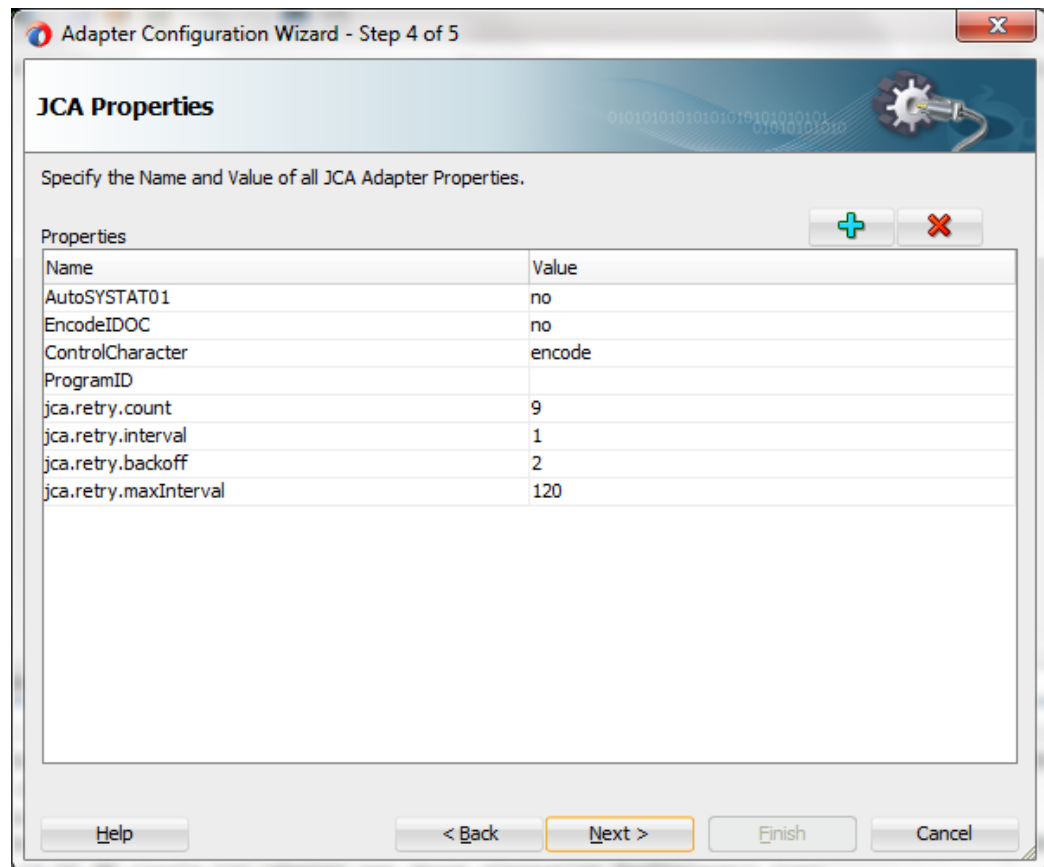 Adapter Configuration Wizard - Step 4 of 5
JCA Properties
Specify the Name and Value of all JCA Adapter Properties.
Properties
Name Value
AutoSYSTAT01 no
EncodeIDOC no
ControlCharacter encode
ProgramID
jca.retry.count 9
jca.retry.interval 1
jca.retry.backoff 2
jca.retry.maxInterval 120
Help < Back Next > Finish Cancel